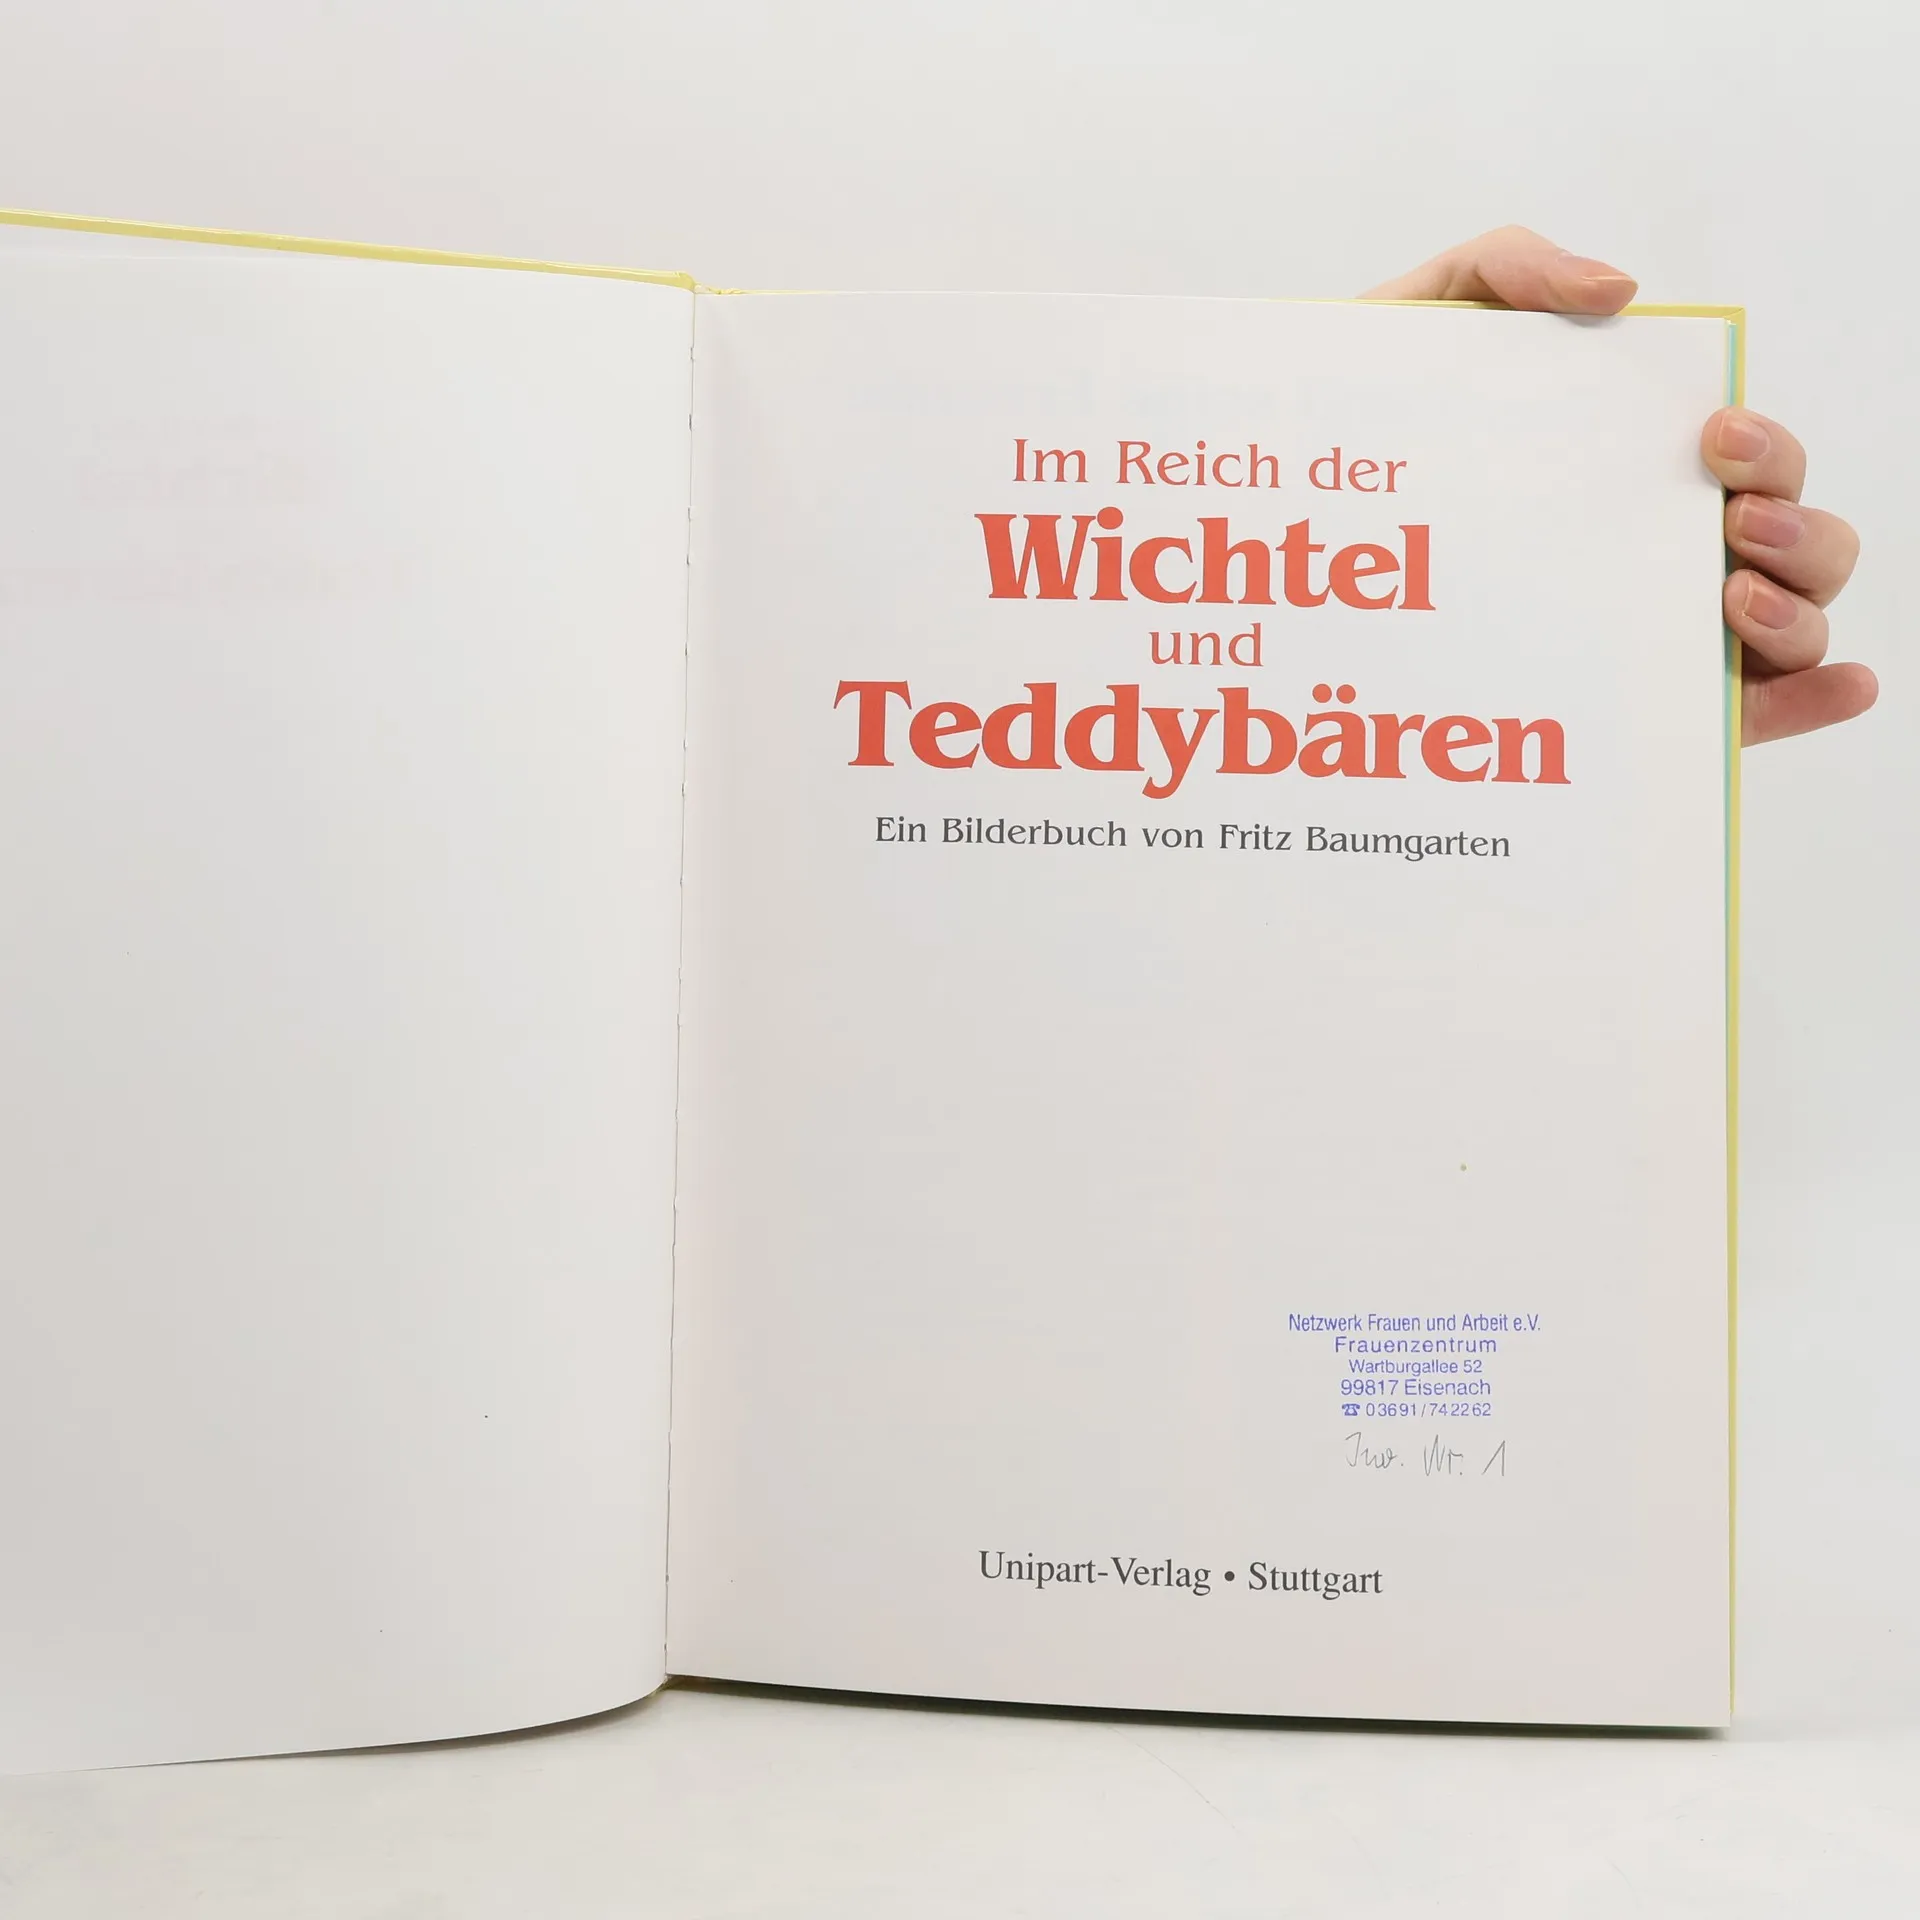 Im Reich der
Wichtel
und
Teddybären
Ein Bilderbuch von Fritz Baumgarten
Netzwerk Frauen und Arbeit e.V.
Frauenzentrum
Wartburgallee 52
99817 Eisenach
☎ 03691/742262
Inv. Nr. 1
Unipart-Verlag • Stuttgart